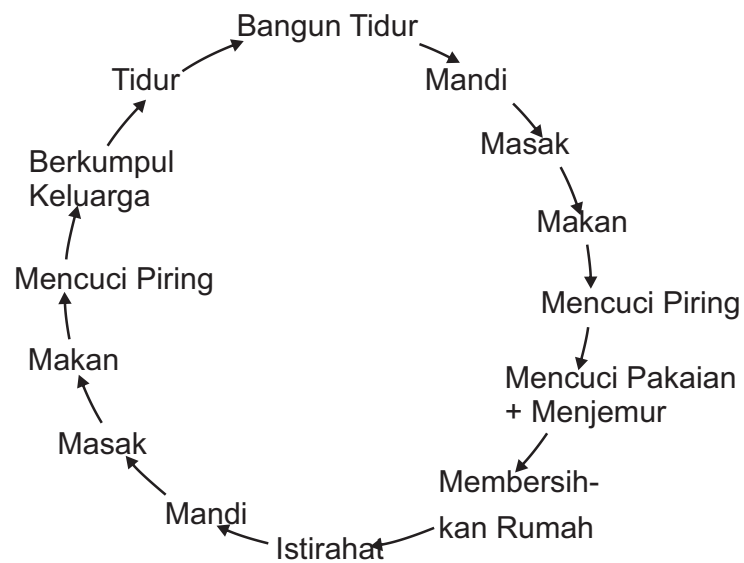 Bangun Tidur
Mandi
Masak
Makan
Mencuci Piring
Mencuci Pakaian
+ Menjemur
Membersih-
kan Rumah
Istirahat
Mandi
Masak
Makan
Mencuci Piring
Berkumpul
Keluarga
Tidur